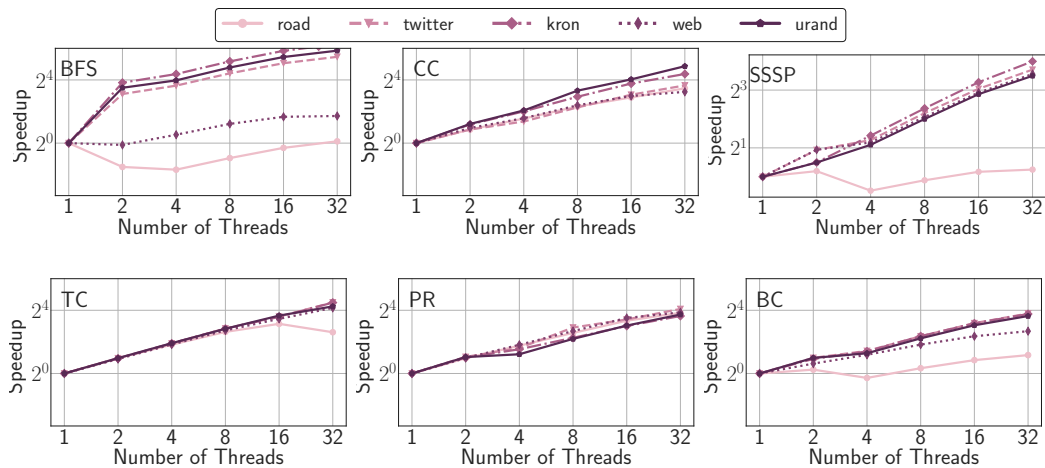 road twitter kron web urand
BFS
Speedup
2^4
2^0
1 2 4 8 16 32
Number of Threads
CC
Speedup
2^4
2^0
1 2 4 8 16 32
Number of Threads
SSSP
Speedup
2^3
2^1
1 2 4 8 16 32
Number of Threads
TC
Speedup
2^4
2^0
1 2 4 8 16 32
Number of Threads
PR
Speedup
2^4
2^0
1 2 4 8 16 32
Number of Threads
BC
Speedup
2^4
2^0
1 2 4 8 16 32
Number of Threads